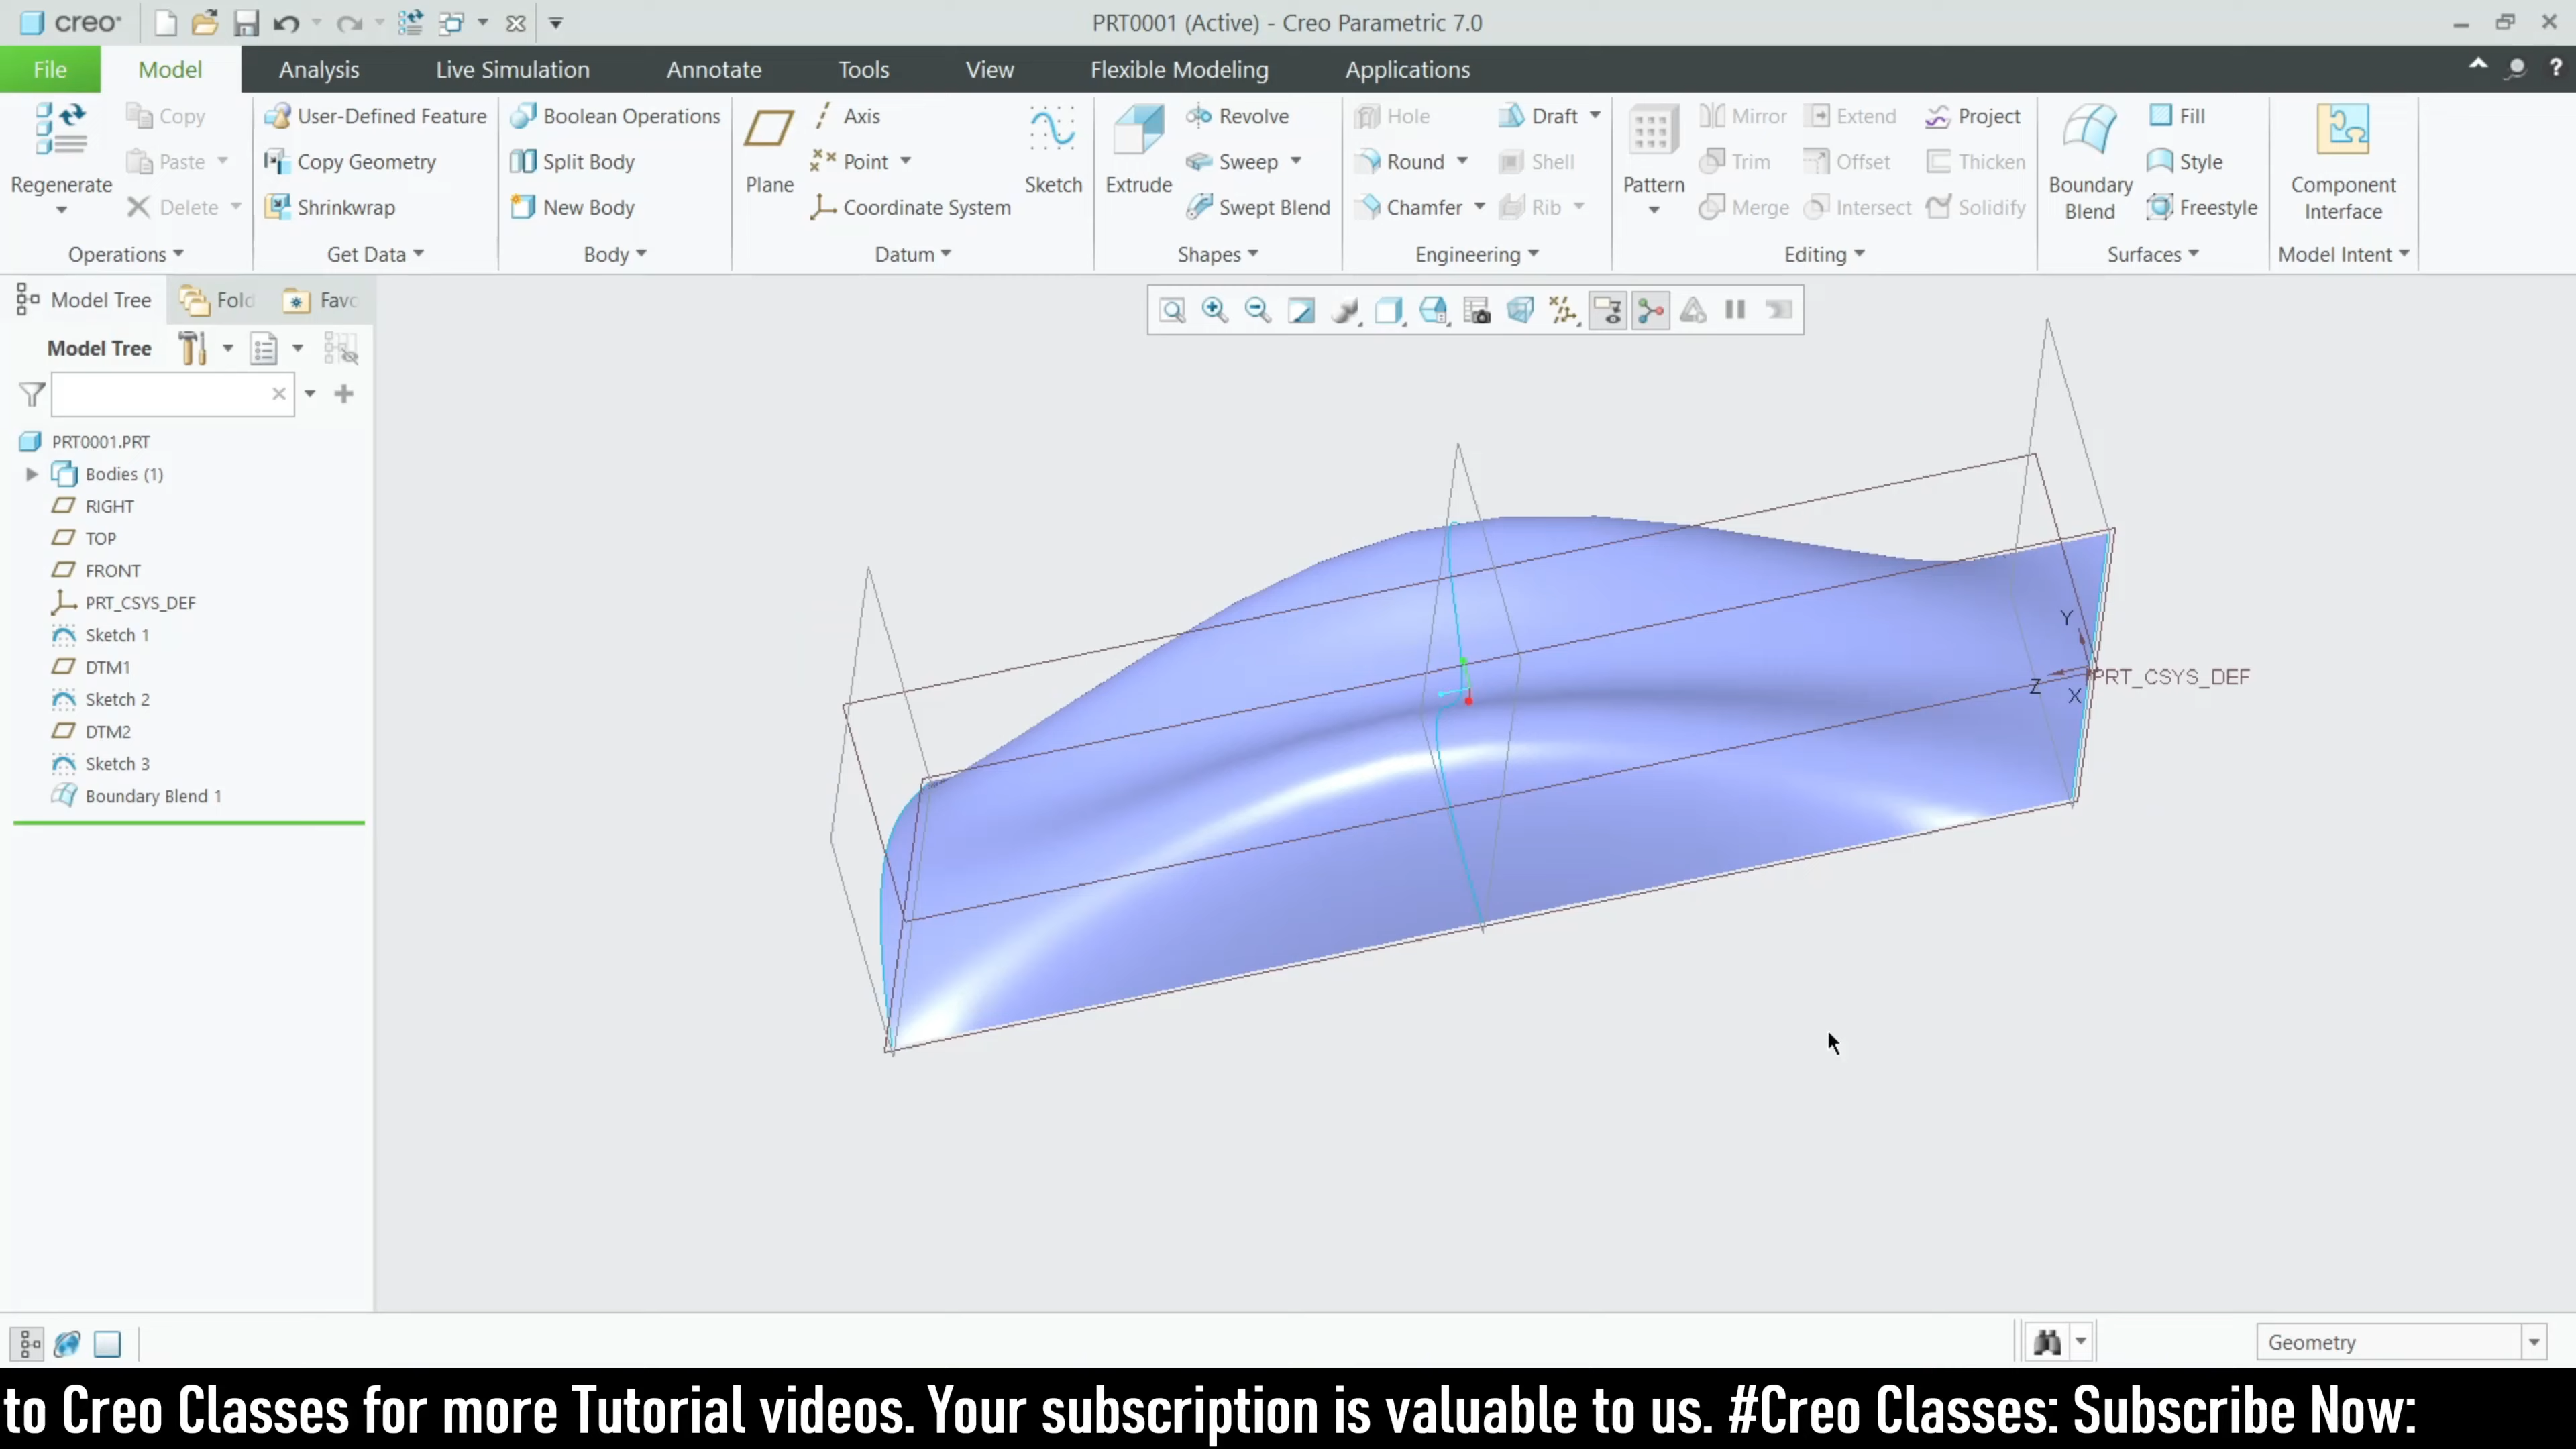 creo
PRT0001 (Active) - Creo Parametric 7.0
File Model Analysis Live Simulation Annotate Tools View Flexible Modeling Applications
Regenerate
Copy
Paste
Delete
Operations
User-Defined Feature
Copy Geometry
Shrinkwrap
Get Data
Boolean Operations
Split Body
New Body
Body
Plane
Axis
Point
Coordinate System
Sketch
Datum
Extrude
Revolve
Sweep
Swept Blend
Shapes
Hole
Round
Chamfer
Draft
Shell
Rib
Engineering
Pattern
Mirror
Trim
Merge
Extend
Offset
Intersect
Project
Thicken
Solidify
Editing
Boundary
Blend
Fill
Style
Freestyle
Surfaces
Component
Interface
Model Intent
Model Tree Fold Favo
Model Tree
PRT0001.PRT
Bodies (1)
RIGHT
TOP
FRONT
PRT_CSYS_DEF
Sketch 1
DTM1
Sketch 2
DTM2
Sketch 3
Boundary Blend 1
Y
PRT_CSYS_DEF
Z
X
Geometry
to Creo Classes for more Tutorial videos. Your subscription is valuable to us. #Creo Classes: Subscribe Now: